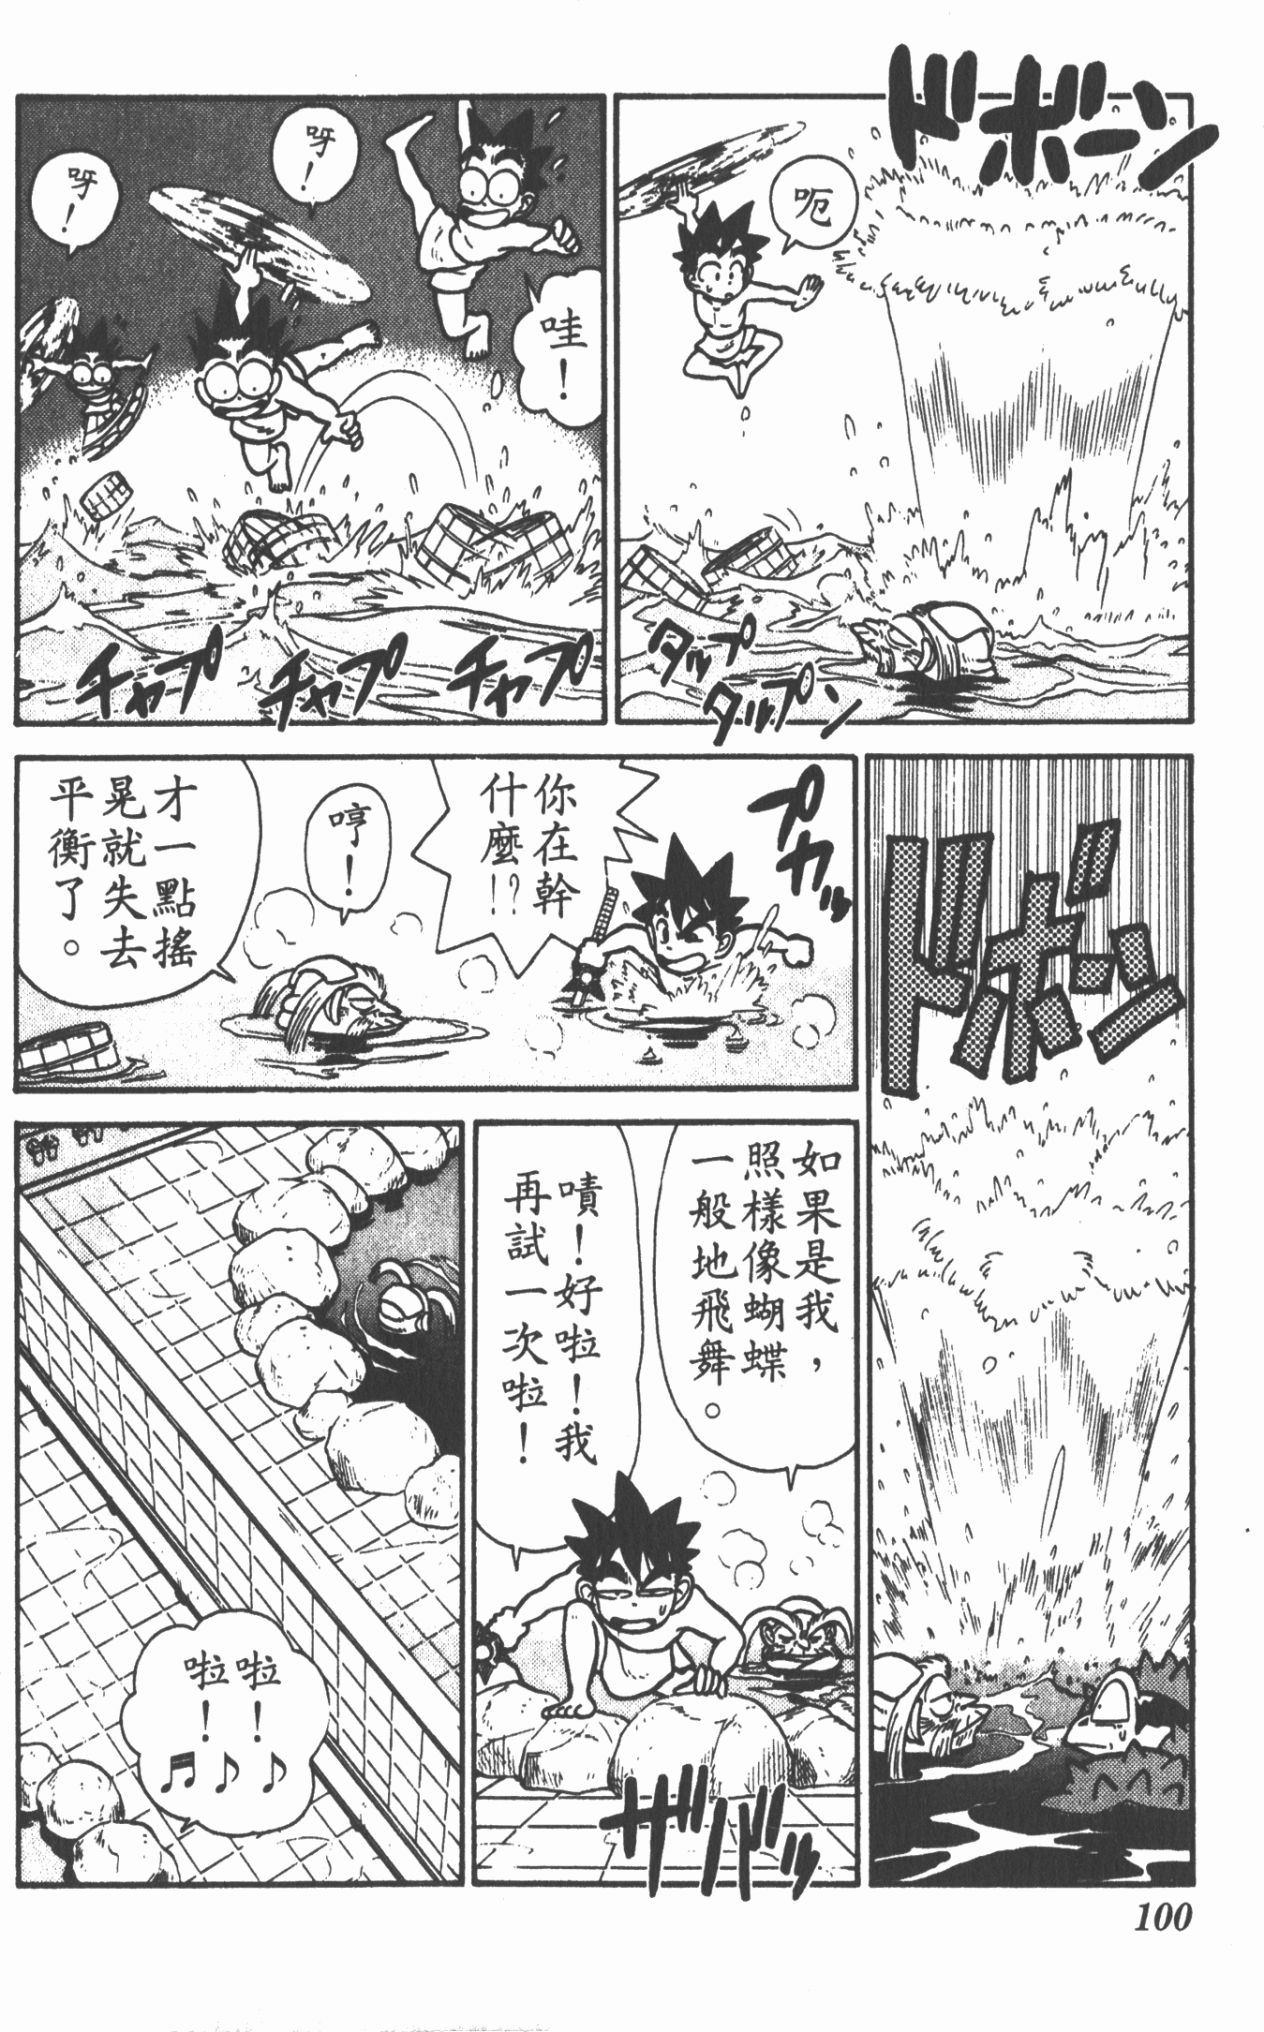 ドボーン
呃
タップ
タップン
哇！
呀！
呀！
チャプ
チャプ
チャプ
ドボーン
プカッ
你在幹
什麼！？
哼！
才一點搖
晃就失去
平衡了。
如果是我，
照樣像蝴蝶
一般地飛舞。
嘖！好啦！我
再試一次啦！
ザバッ
啦！♪
啦！♪♬
100